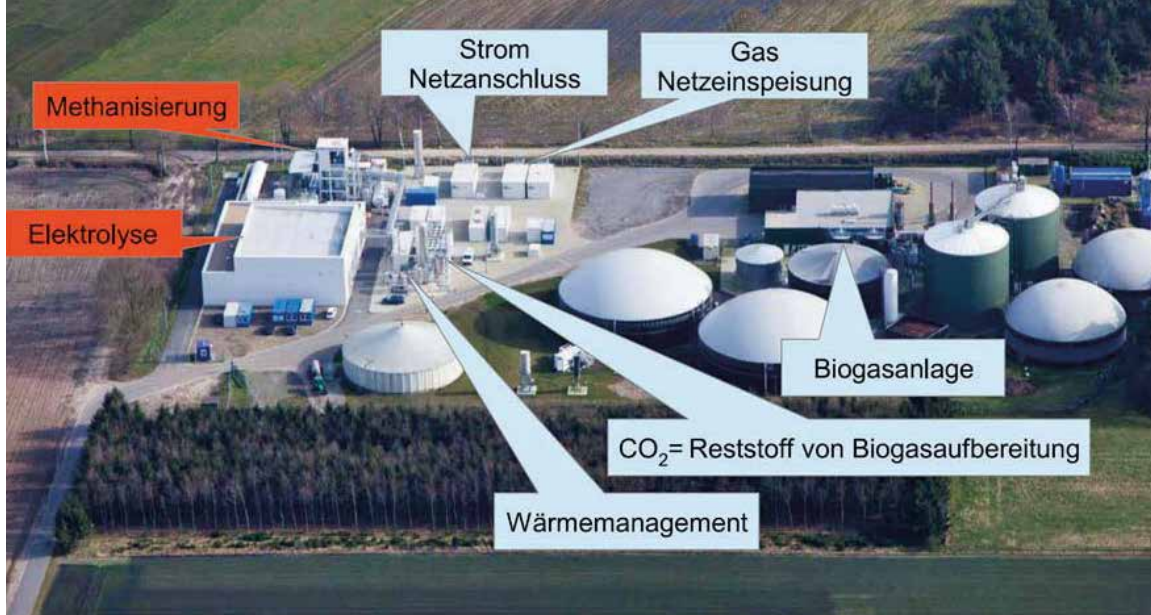 Strom
Netzanschluss
Gas
Netzeinspeisung
Methanisierung
Elektrolyse
Biogasanlage
CO₂= Reststoff von Biogasaufbereitung
Wärmemanagement